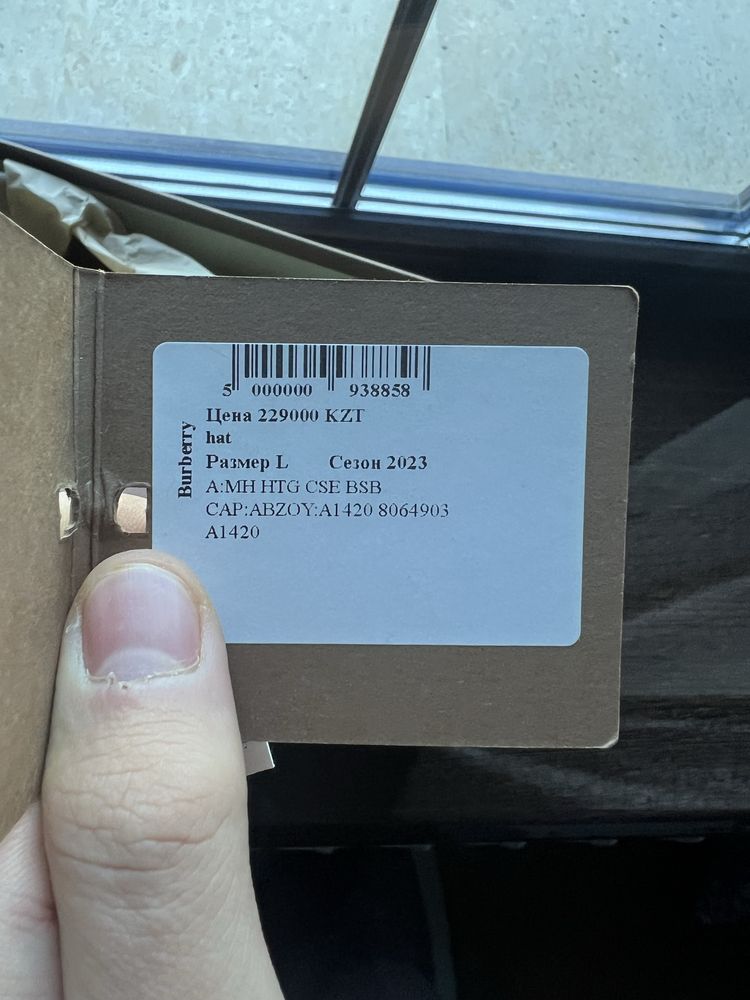 5 000000 938858
Цена 229000 KZT
hat
Размер L Сезон 2023
A:MH HTG CSE BSB
CAP:ABZOY:A1420 8064903
A1420
Burberry